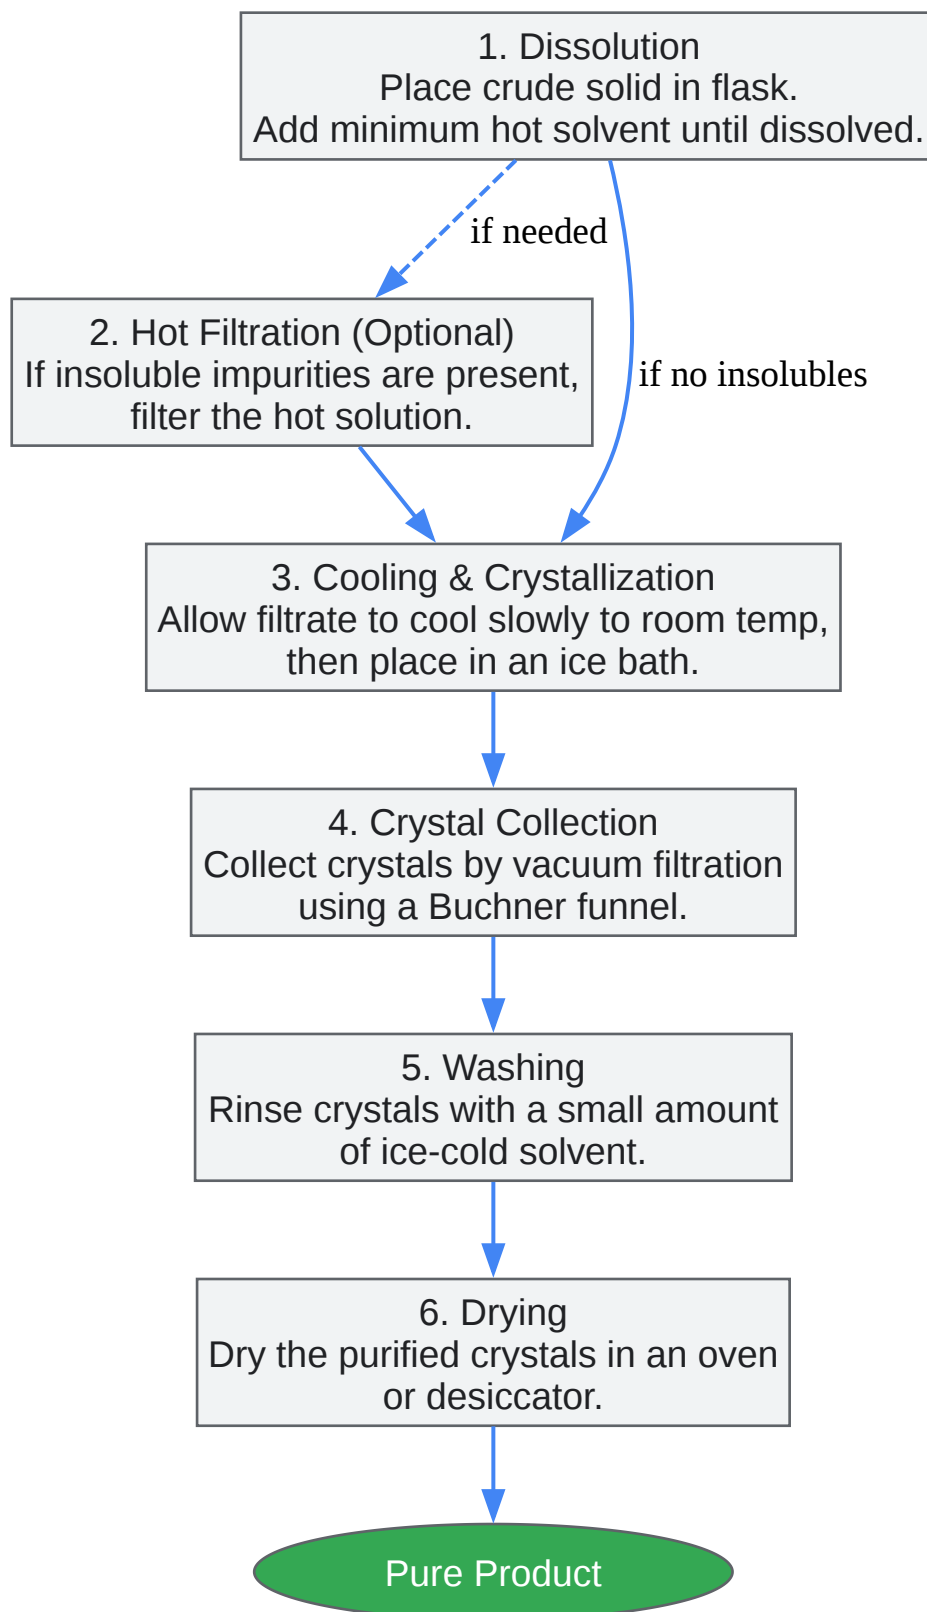 1. Dissolution
Place crude solid in flask.
Add minimum hot solvent until dissolved.
if needed
2. Hot Filtration (Optional)
If insoluble impurities are present,
filter the hot solution.
if no insolubles
3. Cooling & Crystallization
Allow filtrate to cool slowly to room temp,
then place in an ice bath.
4. Crystal Collection
Collect crystals by vacuum filtration
using a Buchner funnel.
5. Washing
Rinse crystals with a small amount
of ice-cold solvent.
6. Drying
Dry the purified crystals in an oven
or desiccator.
Pure Product